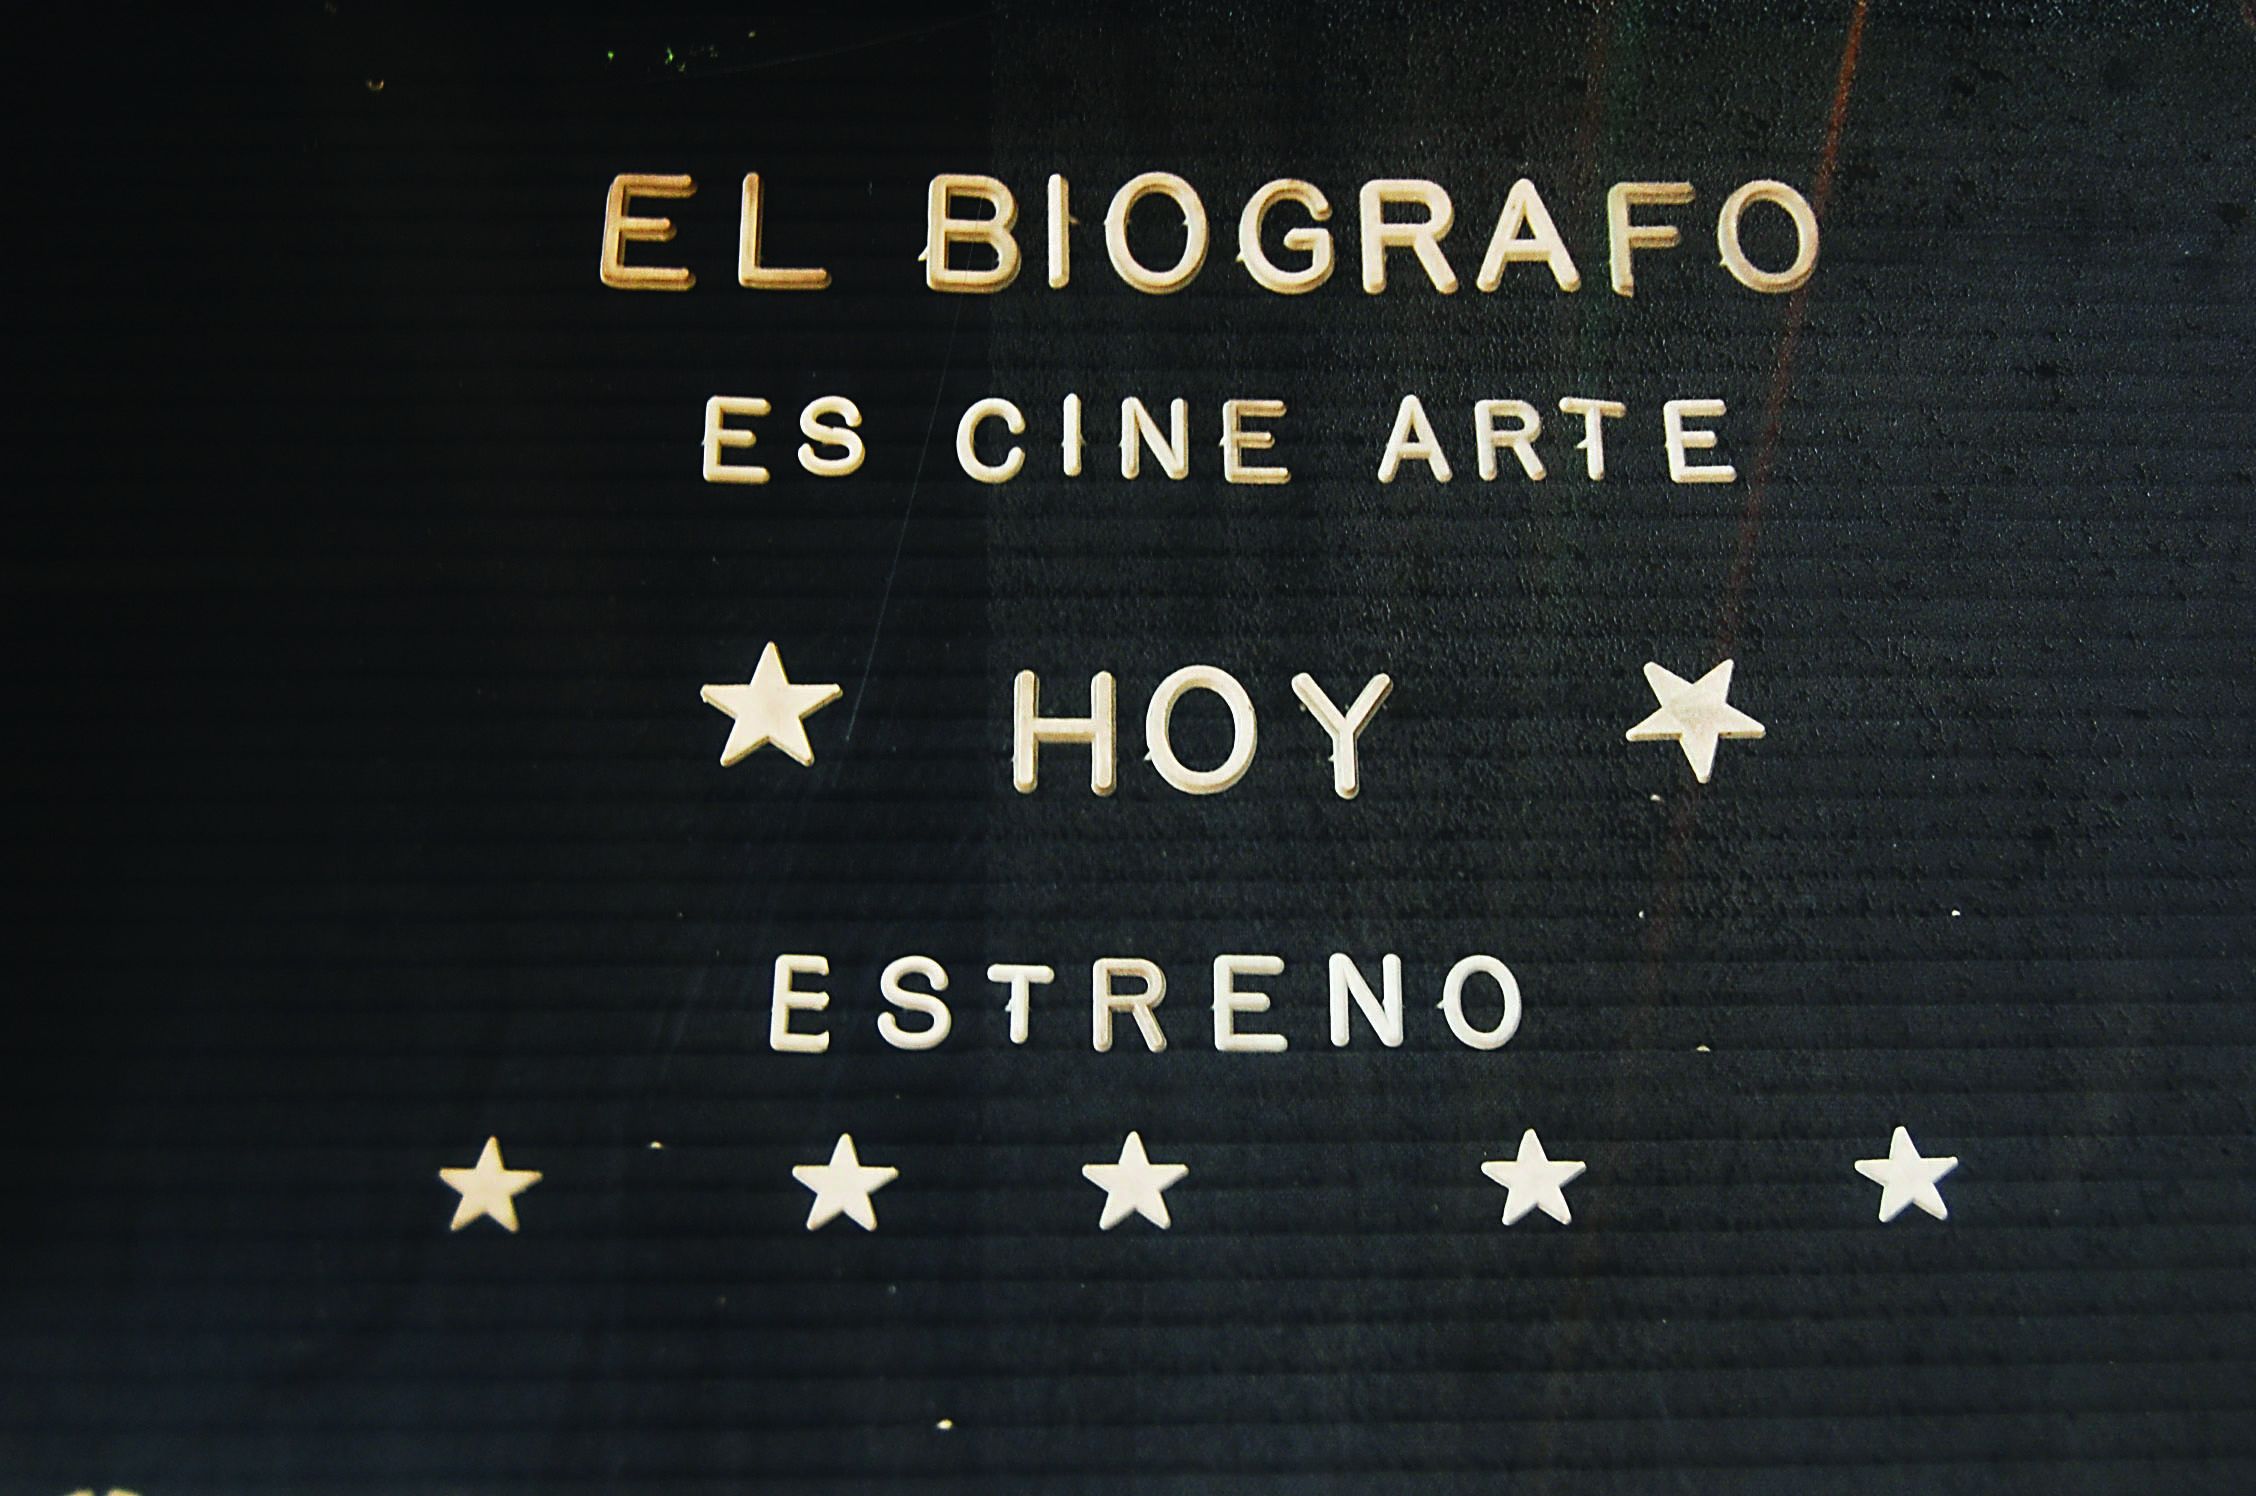 EL BIOGRAFO
ES CINE ARTE
★ HOY ★
ESTRENO
★ ★ ★ ★ ★